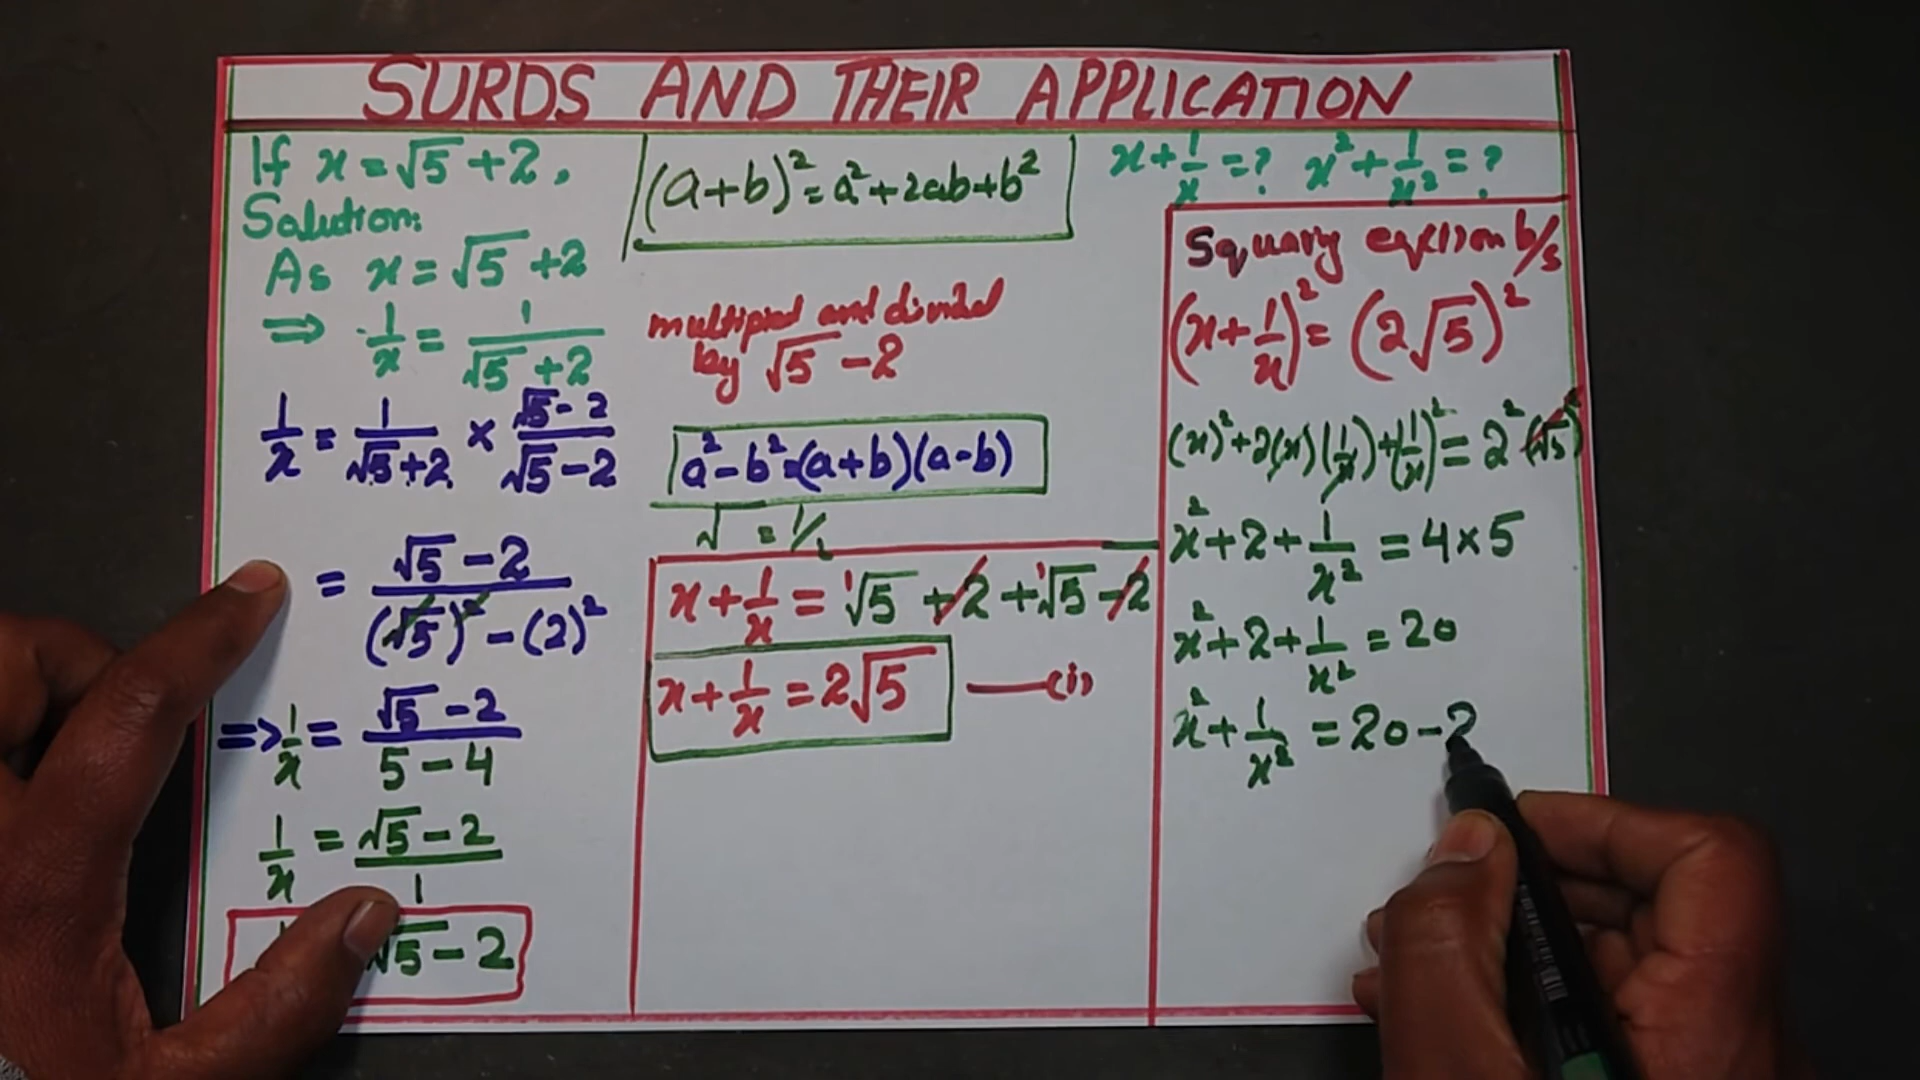 SURDS AND THEIR APPLICATION
If x = √5 + 2,
Solution:
As x = √5 + 2
⇒ 1/x = 1/(√5 + 2)
1/x = 1/(√5+2) × (√5-2)/(√5-2)
= (√5 - 2)/((√5)² - (2)²)
⇒ 1/x = (√5 - 2)/(5 - 4)
1/x = (√5 - 2)/1
√5 - 2
(a+b)² = a² + 2ab + b²
and divided
by √5 - 2
a² - b² = (a+b)(a-b)
√ = 1/2
x + 1/x = √5 + 2 + √5 - 2
x + 1/x = 2√5 —— (i)
x + 1/x = ? x² + 1/x² = ?
b/s
(x + 1/x)² = (2√5)²
(x)² + 2(x)(1/x) + (1/x)² = 2² (√5)²
x² + 2 + 1/x² = 4 × 5
x² + 2 + 1/x² = 20
x² + 1/x² = 20 - 2